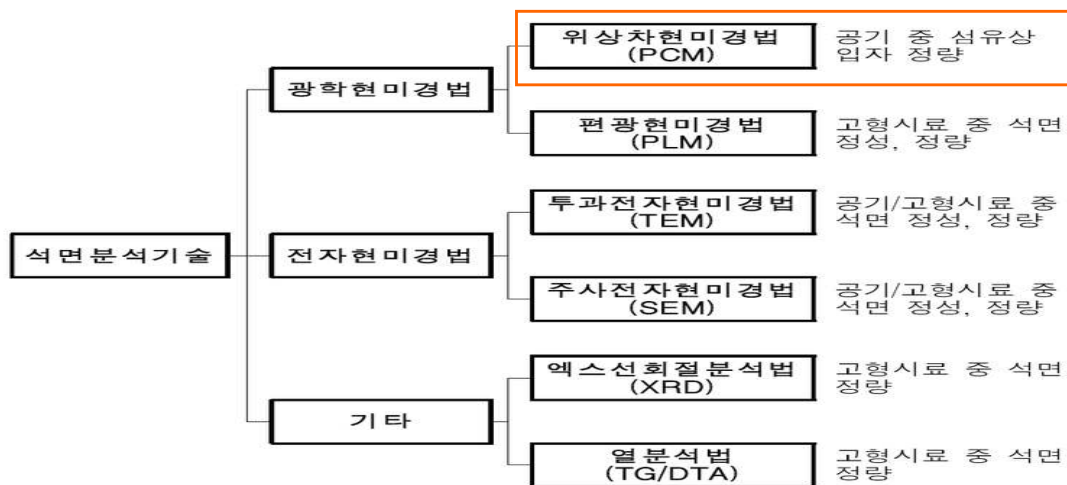 위상차현미경법
(PCM)
공기 중 섬유상
입자 정량
광학현미경법
편광현미경법
(PLM)
고형시료 중 석면
정성, 정량
투과전자현미경법
(TEM)
공기/고형시료 중
석면 정성, 정량
석면분석기술
전자현미경법
주사전자현미경법
(SEM)
공기/고형시료 중
석면 정성, 정량
엑스선회절분석법
(XRD)
고형시료 중 석면
정량
기타
열분석법
(TG/DTA)
고형시료 중 석면
정량